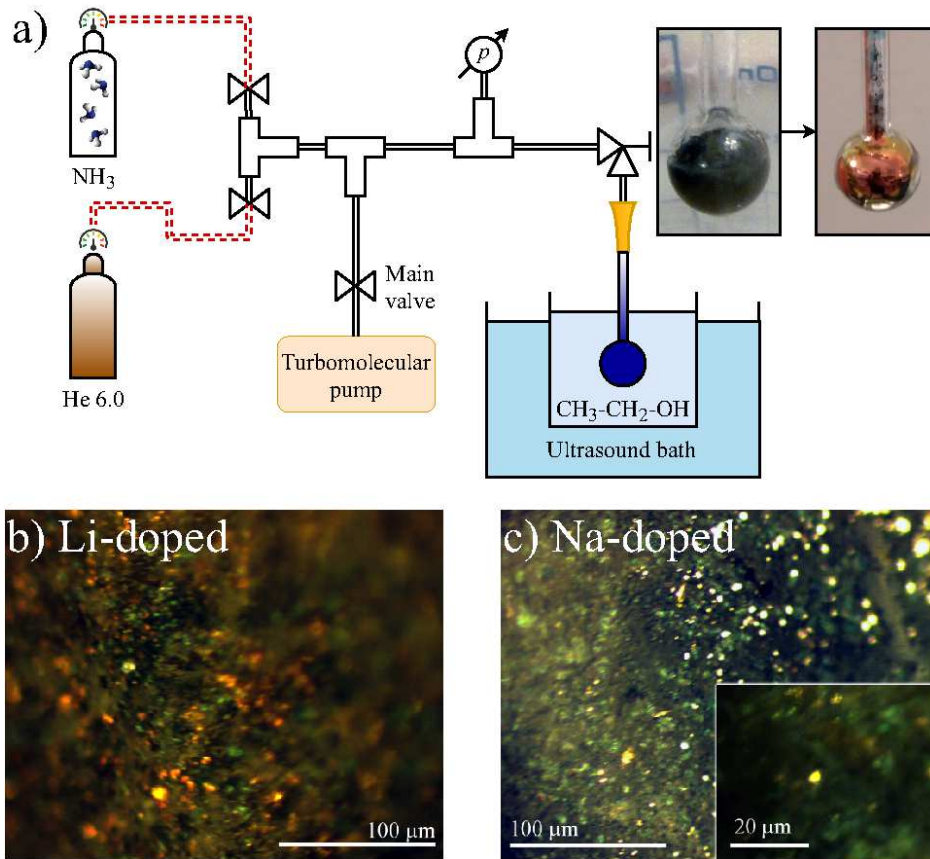 a)
p
NH₃
He 6.0
Main
valve
Turbomolecular
pump
CH₃-CH₂-OH
Ultrasound bath
b) Li-doped
100 µm
c) Na-doped
100 µm
20 µm